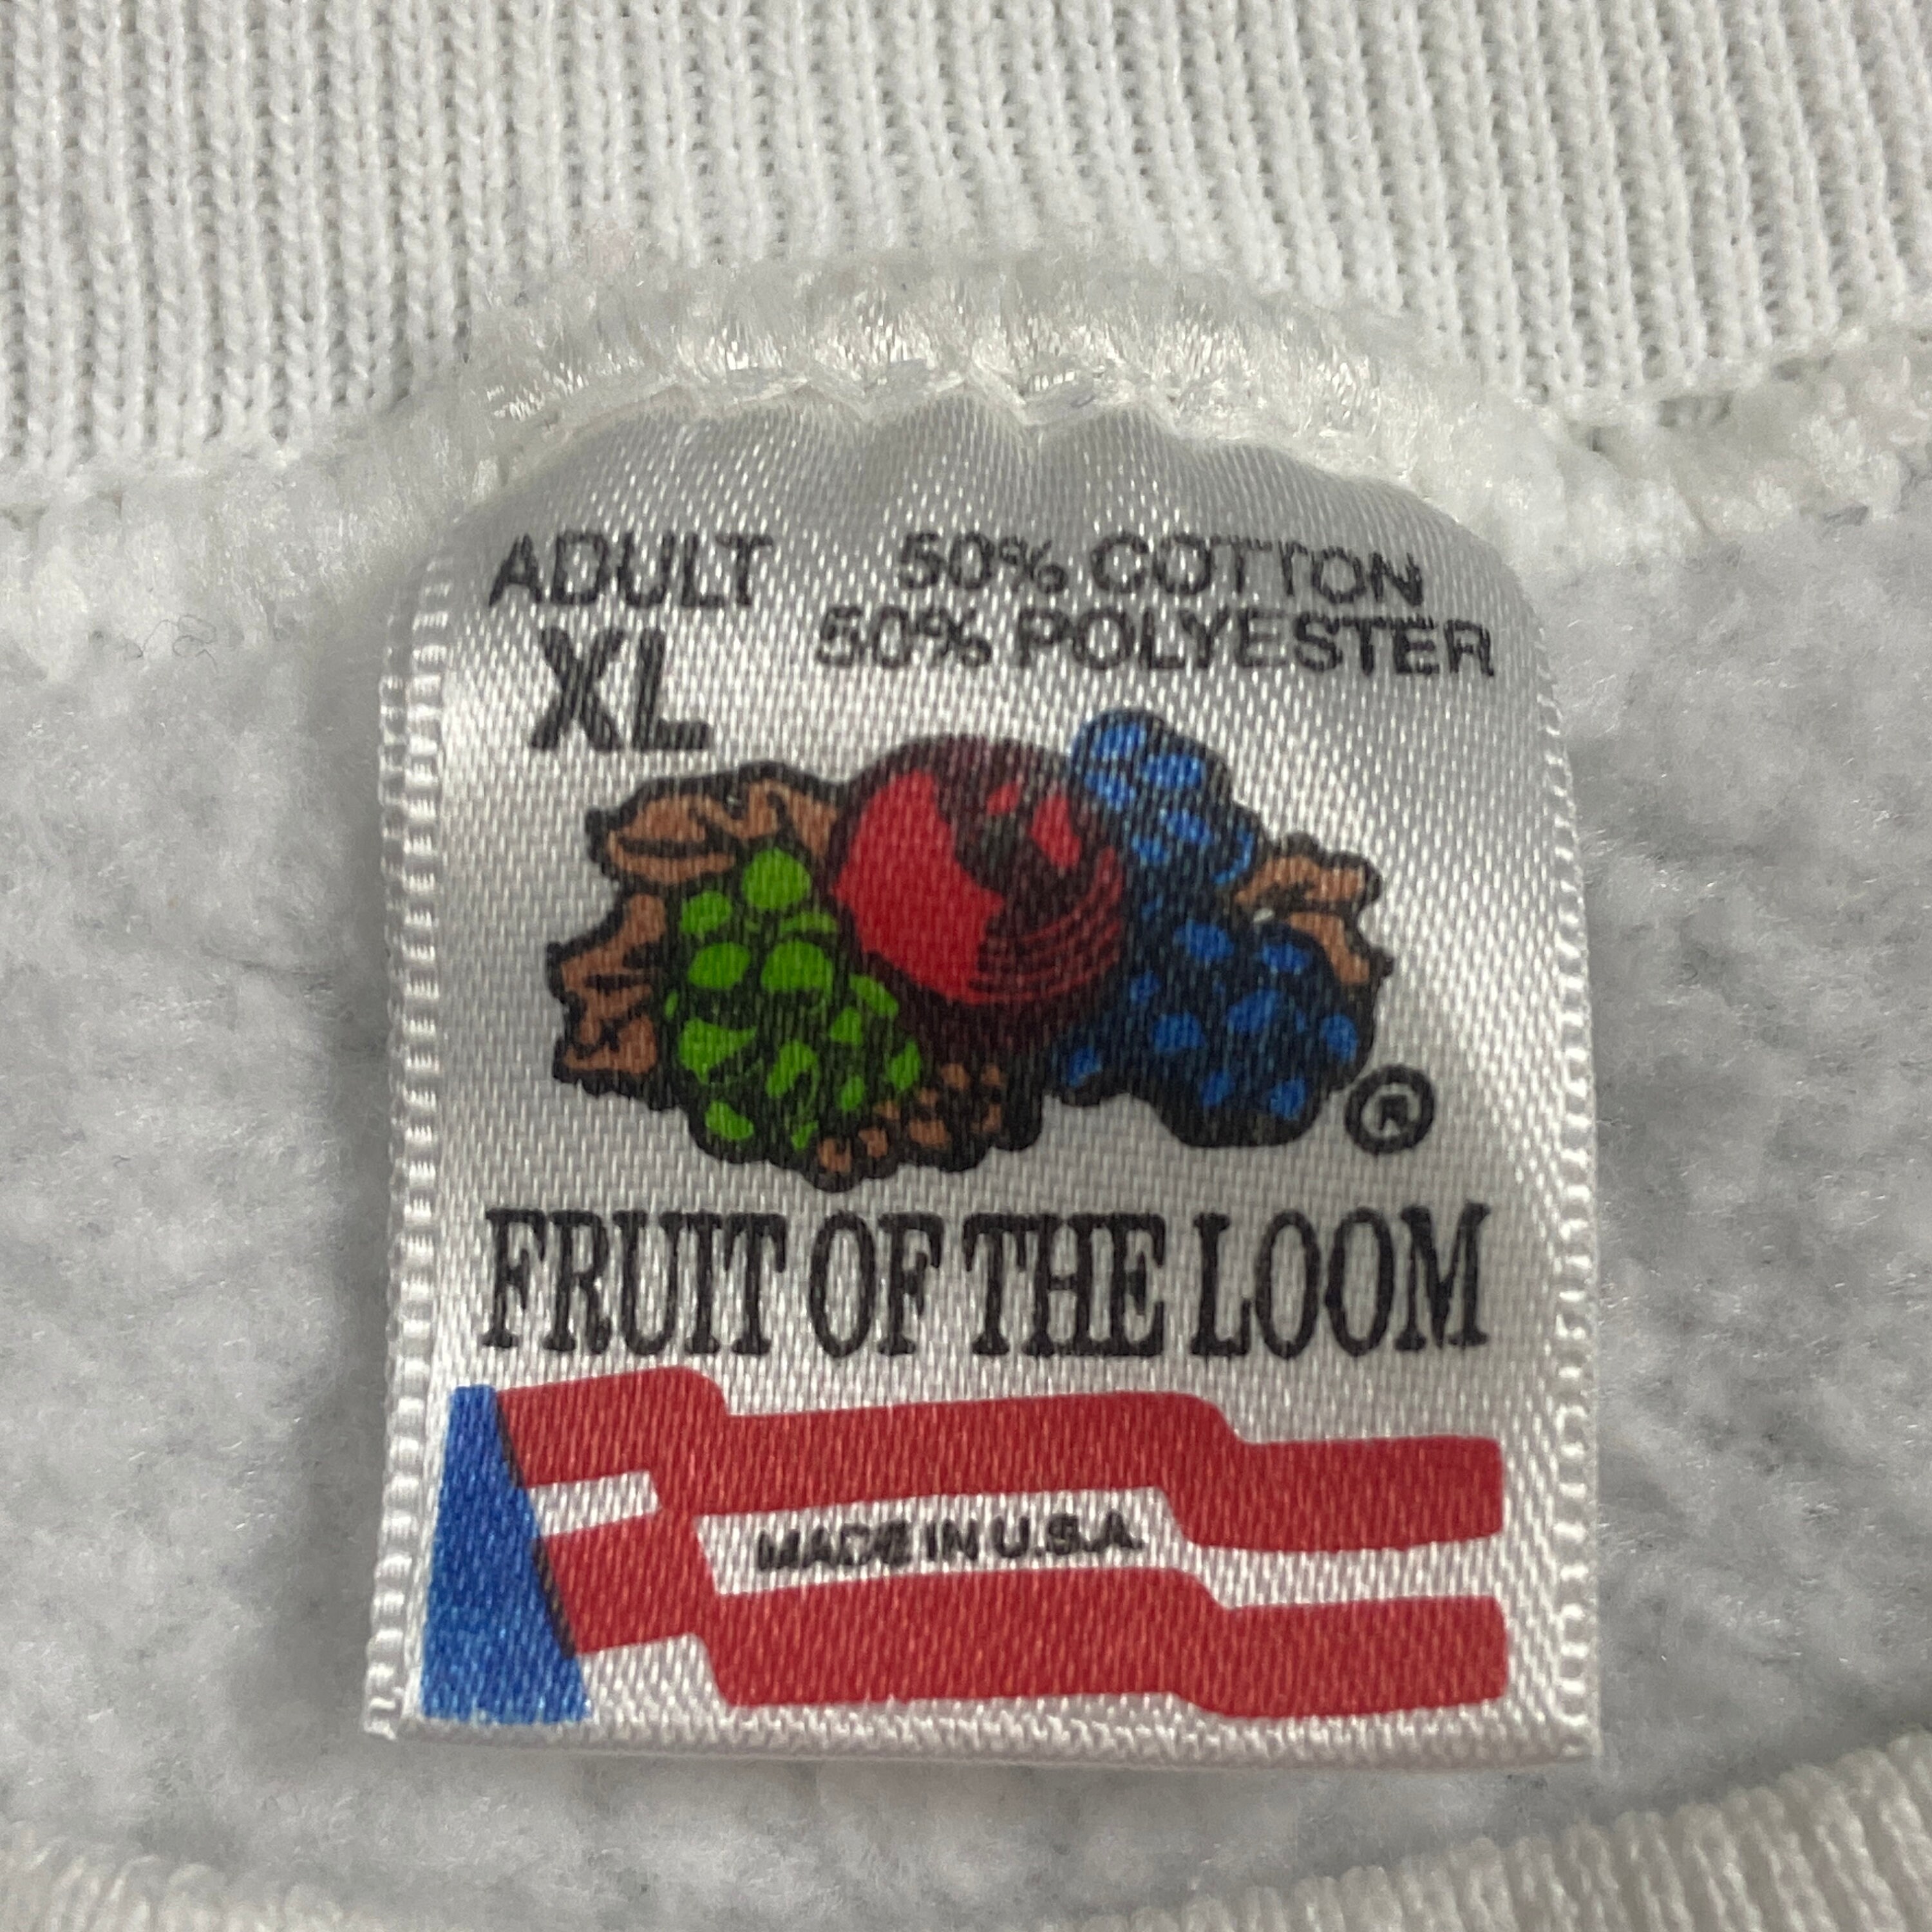 ADULT
XL
50% COTTON
50% POLYESTER
®
FRUIT OF THE LOOM
MADE IN U.S.A.